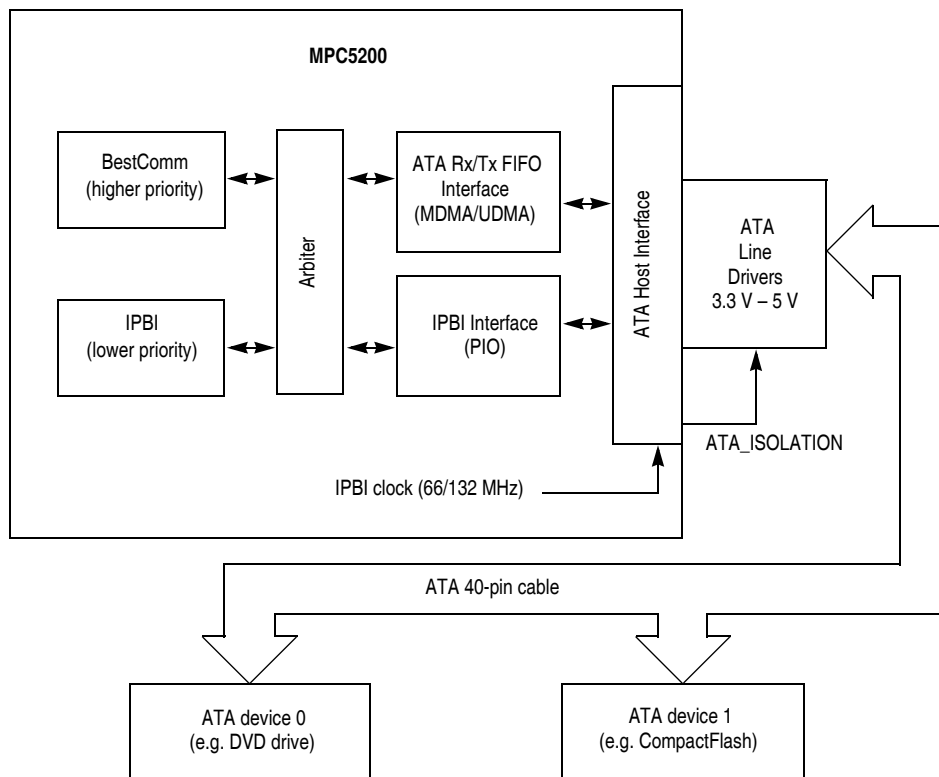 MPC5200
BestComm
(higher priority)
Arbiter
ATA Rx/Tx FIFO
Interface
(MDMA/UDMA)
ATA Host Interface
ATA
Line
Drivers
3.3 V – 5 V
IPBI
(lower priority)
IPBI Interface
(PIO)
ATA_ISOLATION
IPBI clock (66/132 MHz)
ATA 40-pin cable
ATA device 0
(e.g. DVD drive)
ATA device 1
(e.g. CompactFlash)